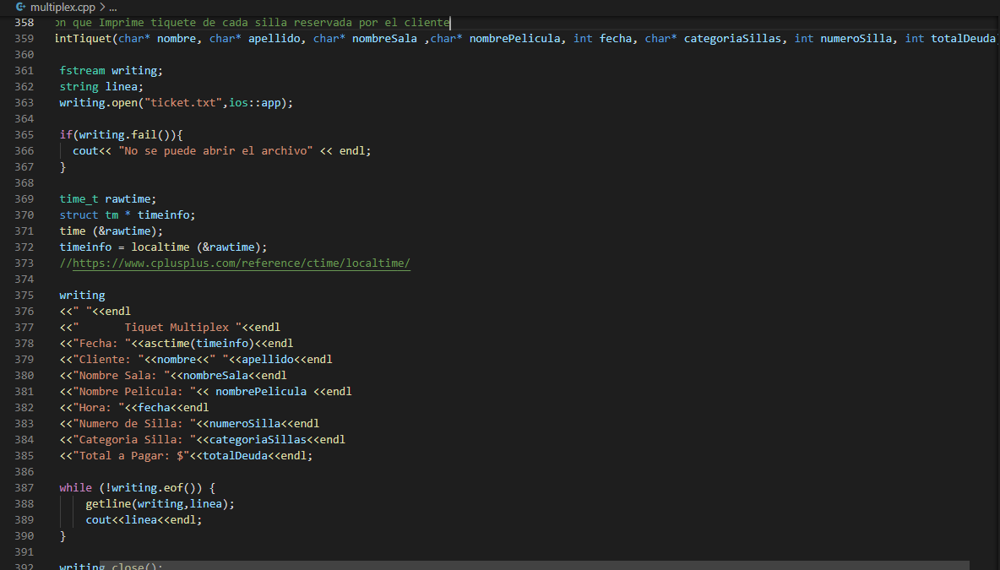 multiplex.cpp > ...
358 ón que Imprime tiquete de cada silla reservada por el cliente
359 intTiquet(char* nombre, char* apellido, char* nombreSala ,char* nombrePelicula, int fecha, char* categoriaSillas, int numeroSilla, int totalDeuda
360
361 fstream writing;
362 string linea;
363 writing.open("ticket.txt",ios::app);
364
365 if(writing.fail()){
366 cout<< "No se puede abrir el archivo" << endl;
367 }
368
369 time_t rawtime;
370 struct tm * timeinfo;
371 time (&rawtime);
372 timeinfo = localtime (&rawtime);
373 //https://www.cplusplus.com/reference/ctime/localtime/
374
375 writing
376 <<" "<<endl
377 <<"       Tiquet Multiplex "<<endl
378 <<"Fecha: "<<asctime(timeinfo)<<endl
379 <<"Cliente: "<<nombre<<" "<<apellido<<endl
380 <<"Nombre Sala: "<<nombreSala<<endl
381 <<"Nombre Pelicula: "<< nombrePelicula <<endl
382 <<"Hora: "<<fecha<<endl
383 <<"Numero de Silla: "<<numeroSilla<<endl
384 <<"Categoria Silla: "<<categoriaSillas<<endl
385 <<"Total a Pagar: $"<<totalDeuda<<endl;
386
387 while (!writing.eof()) {
388 getline(writing,linea);
389 cout<<linea<<endl;
390 }
391
392 writing.close();